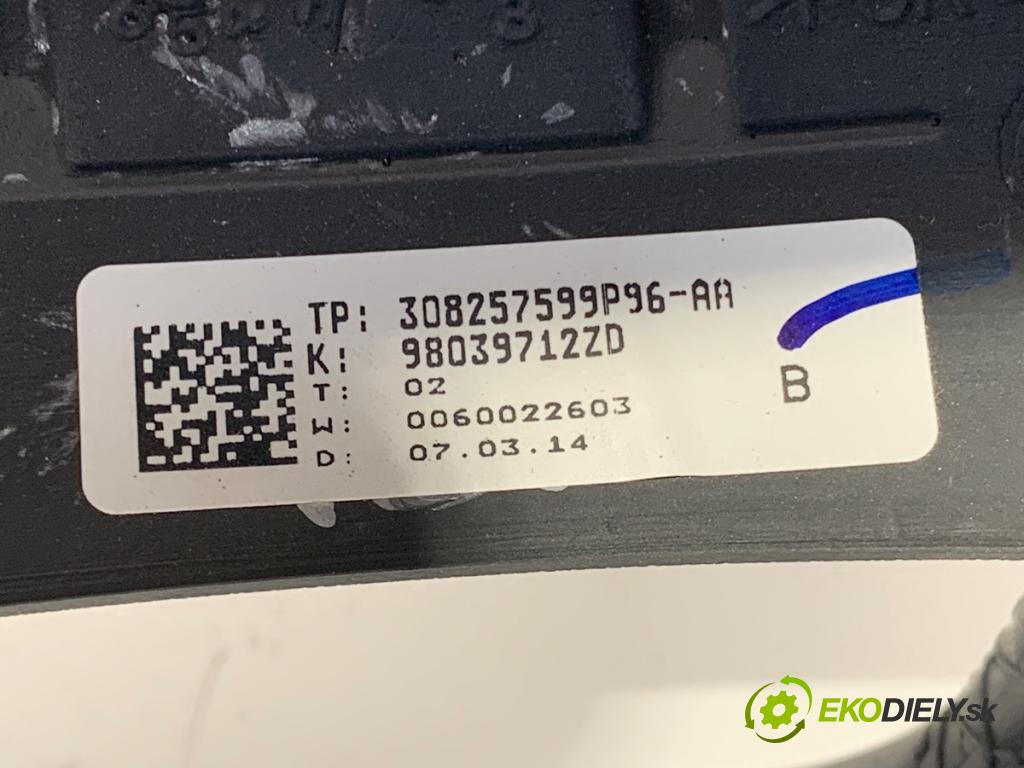 TP: 308257599P96-AA
K: 98039712ZD
T: 02
W: 0060022603
D: 07.03.14
B
EKODIELY.sk